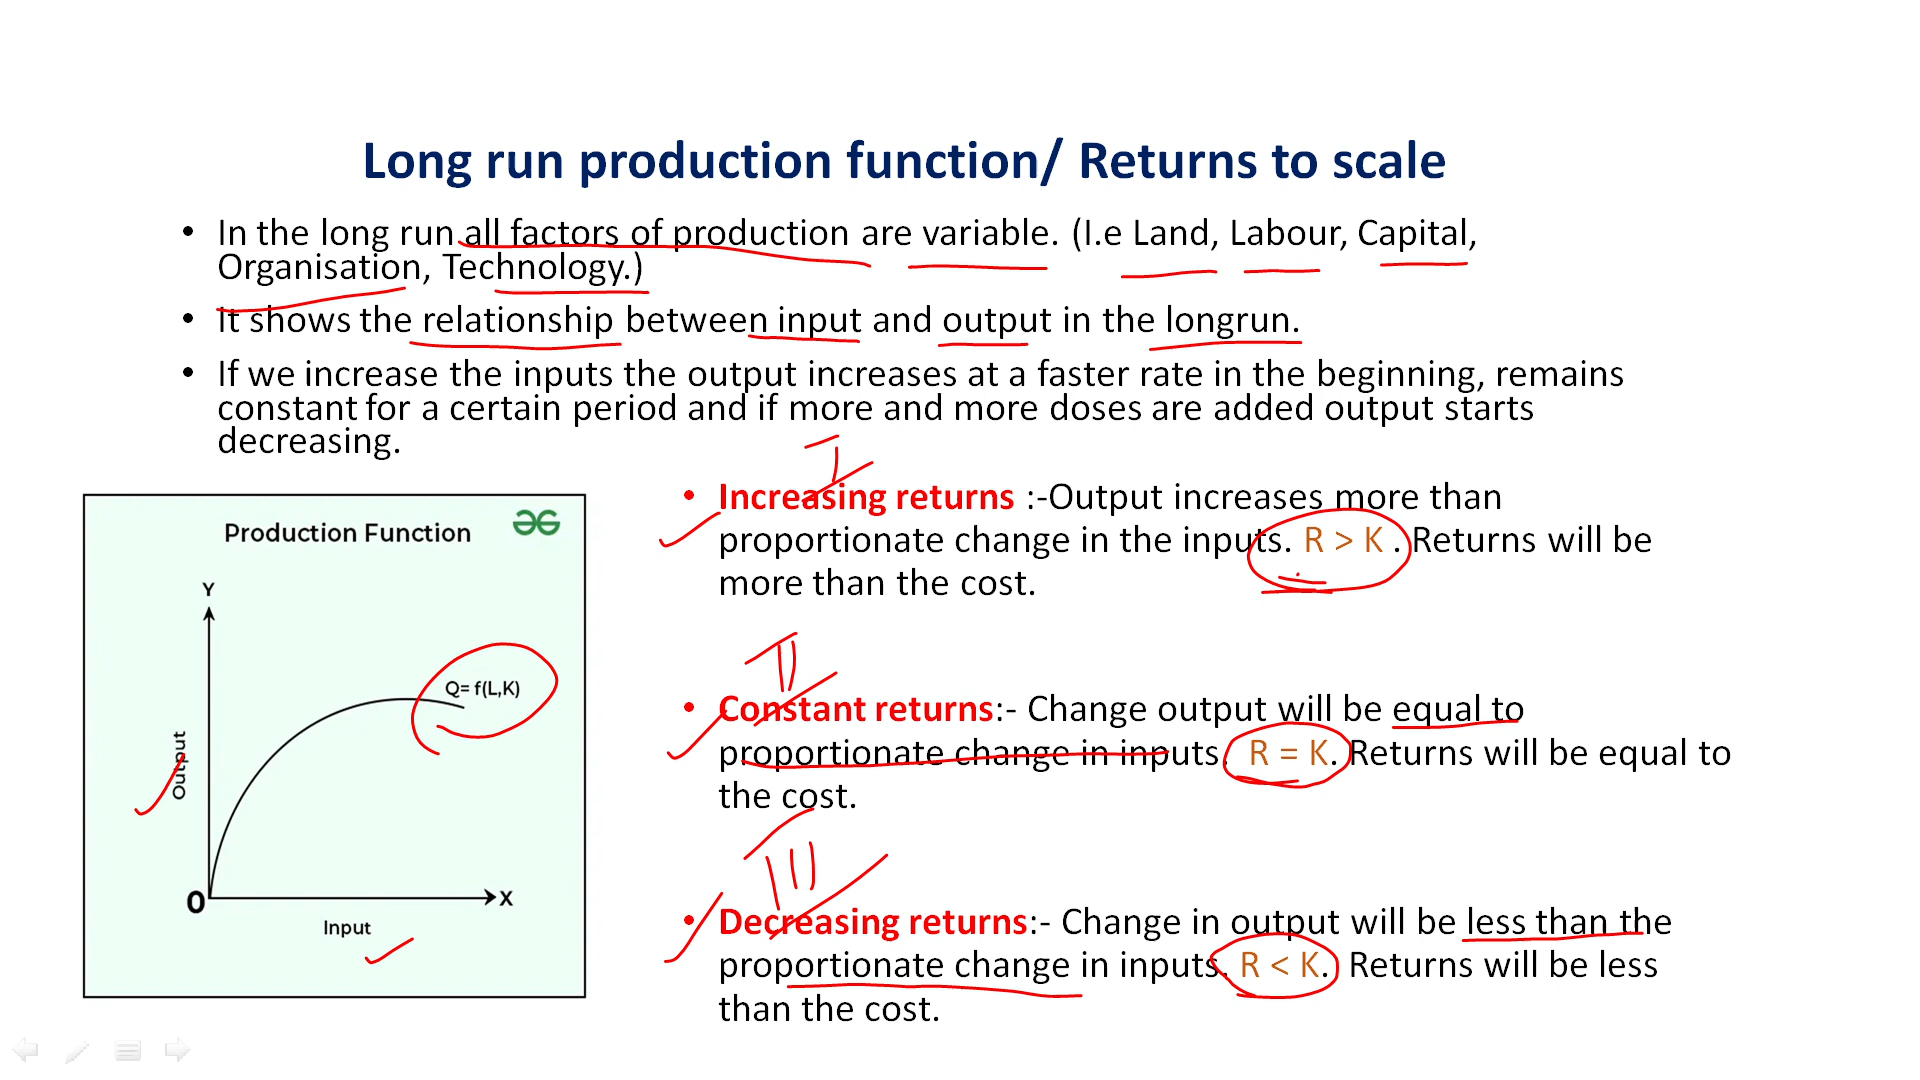 Long run production function/ Returns to scale
• In the long run all factors of production are variable. (I.e Land, Labour, Capital,
Organisation, Technology.)
• It shows the relationship between input and output in the longrun.
• If we increase the inputs the output increases at a faster rate in the beginning, remains
constant for a certain period and if more and more doses are added output starts
decreasing.
Production Function
Y
Q= f(L,K)
Output
0
X
Input
I
• Increasing returns :-Output increases more than
proportionate change in the inputs. R > K . Returns will be
more than the cost.
II
• Constant returns:- Change output will be equal to
proportionate change in inputs. R = K. Returns will be equal to
the cost.
III
• Decreasing returns:- Change in output will be less than the
proportionate change in inputs. R < K. Returns will be less
than the cost.